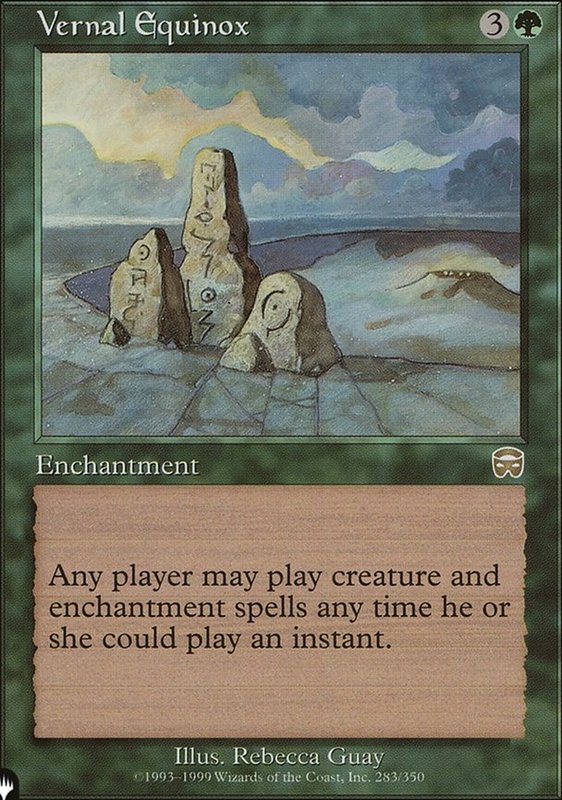 Vernal Equinox 3
Enchantment
Any player may play creature and
enchantment spells any time he or
she could play an instant.
Illus. Rebecca Guay
©1993–1999 Wizards of the Coast, Inc. 283/350